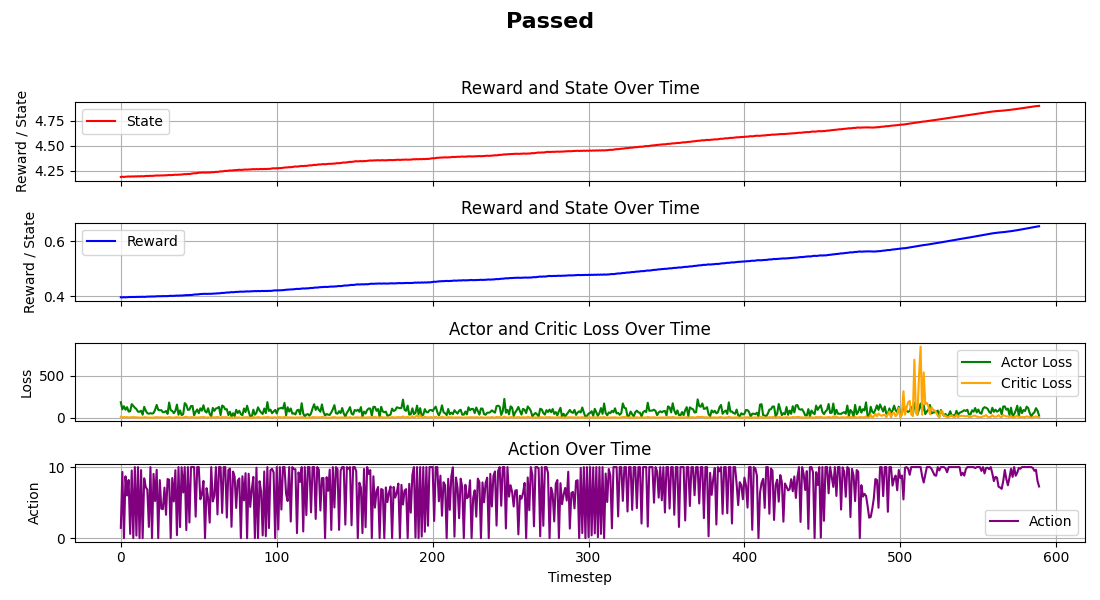 Passed
Reward and State Over Time
Reward / State
4.75
4.50
4.25
State
Reward and State Over Time
Reward / State
0.6
0.4
Reward
Actor and Critic Loss Over Time
Loss
500
0
Actor Loss
Critic Loss
Action Over Time
Action
10
0
Action
0 100 200 300 400 500 600
Timestep